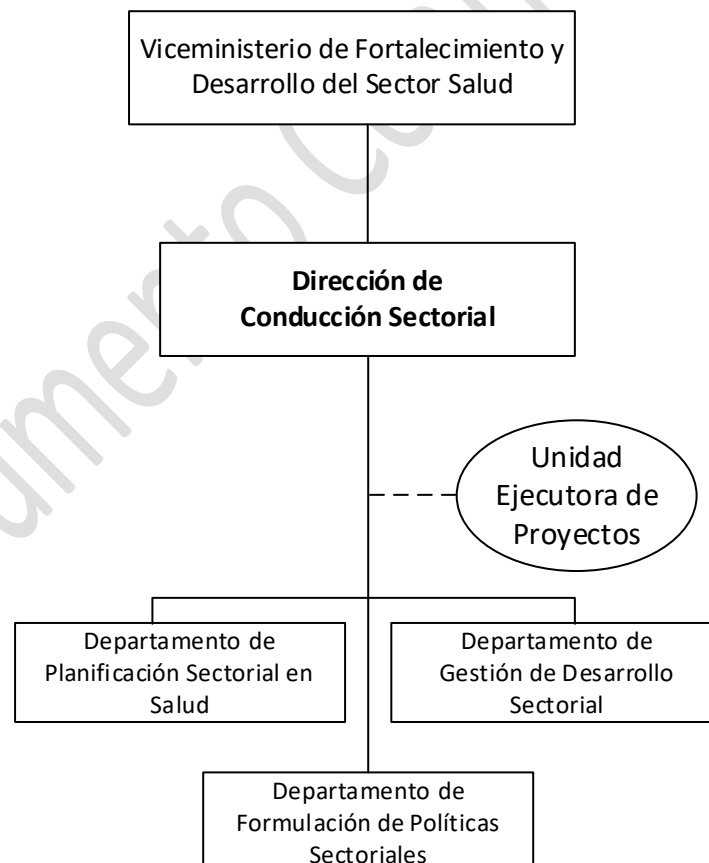 Viceministerio de Fortalecimiento y
Desarrollo del Sector Salud
Dirección de
Conducción Sectorial
Unidad
Ejecutora de
Proyectos
Departamento de
Planificación Sectorial en
Salud
Departamento de
Gestión de Desarrollo
Sectorial
Departamento de
Formulación de Políticas
Sectoriales